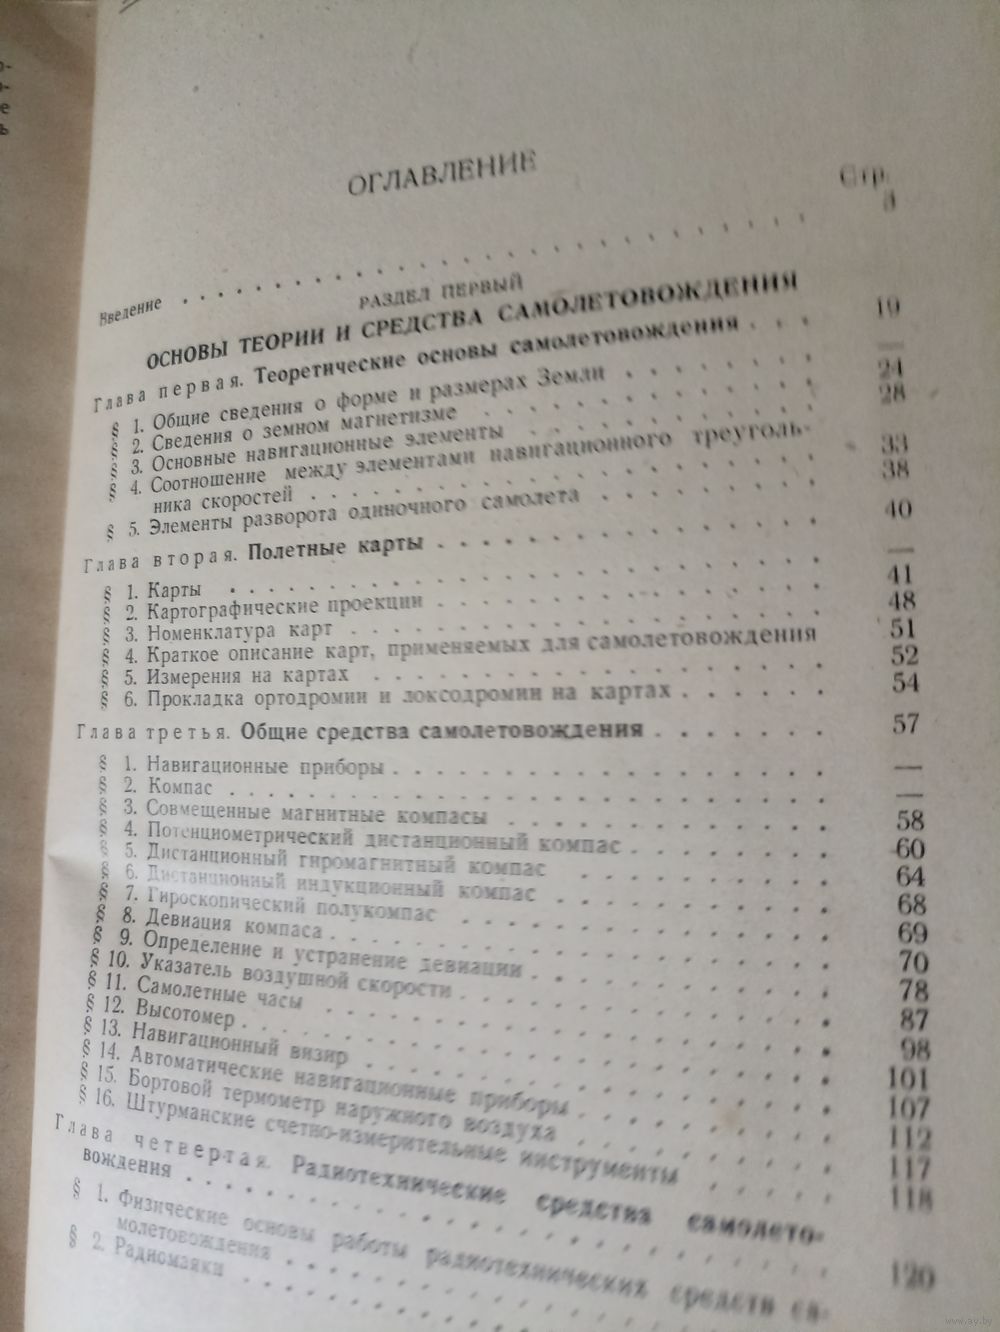 ОГЛАВЛЕНИЕ
Стр.
Введение . . . . . . . . . . . . . . . . . . . .
РАЗДЕЛ ПЕРВЫЙ
ОСНОВЫ ТЕОРИИ И СРЕДСТВА САМОЛЕТОВОЖДЕНИЯ
Глава первая. Теоретические основы самолетовождения . . . 19
§ 1. Общие сведения о форме и размерах Земли . . . . . —
§ 2. Сведения о земном магнетизме . . . . . . . . 24
§ 3. Основные навигационные элементы . . . . . . . 28
§ 4. Соотношение между элементами навигационного треуголь-
ника скоростей . . . . . . . . . . . . . . 33
§ 5. Элементы разворота одиночного самолета . . . . . . 38
Глава вторая. Полетные карты . . . . . . . . . . 40
§ 1. Карты . . . . . . . . . . . . . . . . —
§ 2. Картографические проекции . . . . . . . . . . 41
§ 3. Номенклатура карт . . . . . . . . . . . . 48
§ 4. Краткое описание карт, применяемых для самолетовождения 51
§ 5. Измерения на картах . . . . . . . . . . . . 52
§ 6. Прокладка ортодромии и локсодромии на картах . . . . 54
Глава третья. Общие средства самолетовождения . . . . . 57
§ 1. Навигационные приборы . . . . . . . . . . . —
§ 2. Компас . . . . . . . . . . . . . . . . —
§ 3. Совмещенные магнитные компасы . . . . . . . . 58
§ 4. Потенциометрический дистанционный компас . . . . . 60
§ 5. Дистанционный гиромагнитный компас . . . . . . . 64
§ 6. Дистанционный индукционный компас . . . . . . . 68
§ 7. Гироскопический полукомпас . . . . . . . . . . 69
§ 8. Девиация компаса . . . . . . . . . . . . . 70
§ 9. Определение и устранение девиации . . . . . . . . 78
§ 10. Указатель воздушной скорости . . . . . . . . . 87
§ 11. Самолетные часы . . . . . . . . . . . . . 98
§ 12. Высотомер . . . . . . . . . . . . . . . 101
§ 13. Навигационный визир . . . . . . . . . . . . 107
§ 14. Автоматические навигационные приборы . . . . . . 112
§ 15. Бортовой термометр наружного воздуха . . . . . . 117
§ 16. Штурманские счетно-измерительные инструменты . . . 118
Глава четвертая. Радиотехнические средства самолето-
вождения . . . . . . . . . . . . . . . . . 120
§ 1. Физические основы работы радиотехнических средств са-
молетовождения . . . . . . . . . . . . . .
§ 2. Радиомаяки . . . . . . . . . . . . . . .
www.ay.by